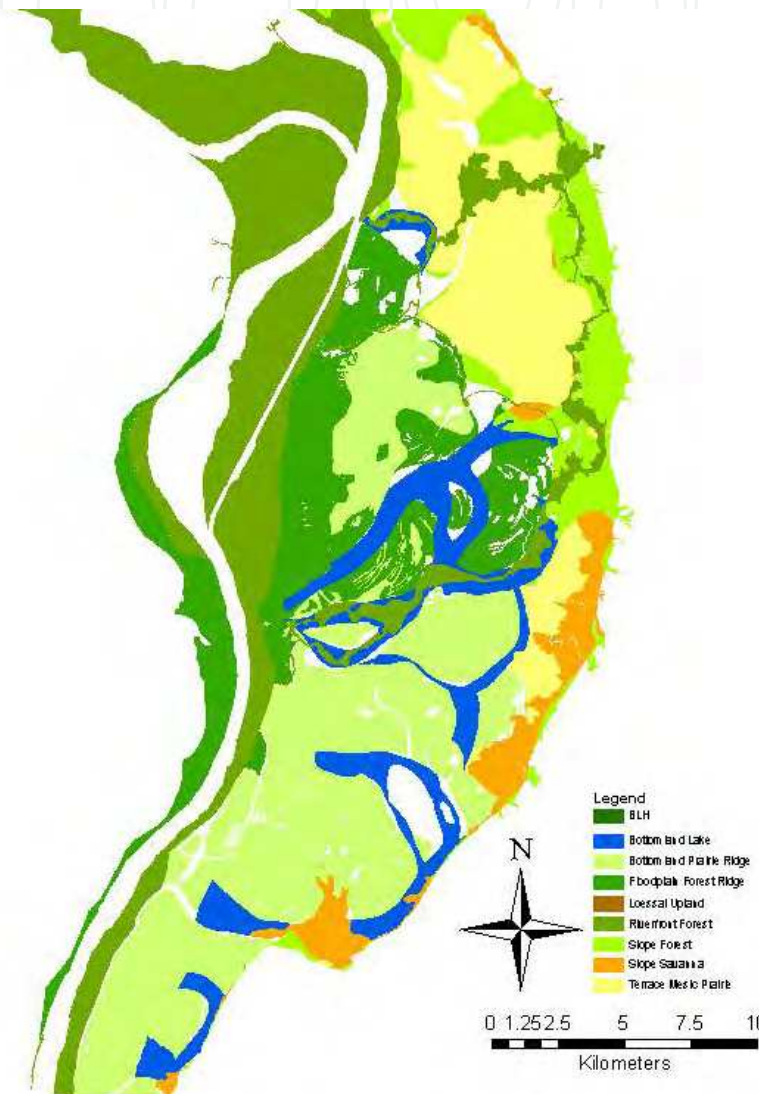 Legend
BLH
Bottomland Lake
Bottomland Prairie Ridge
Floodplain Forest Ridge
Loessal Upland
Riverfront Forest
Slope Forest
Slope Savanna
Terrace Mesic Prairie
N
0 1.25 2.5 5 7.5 10
Kilometers